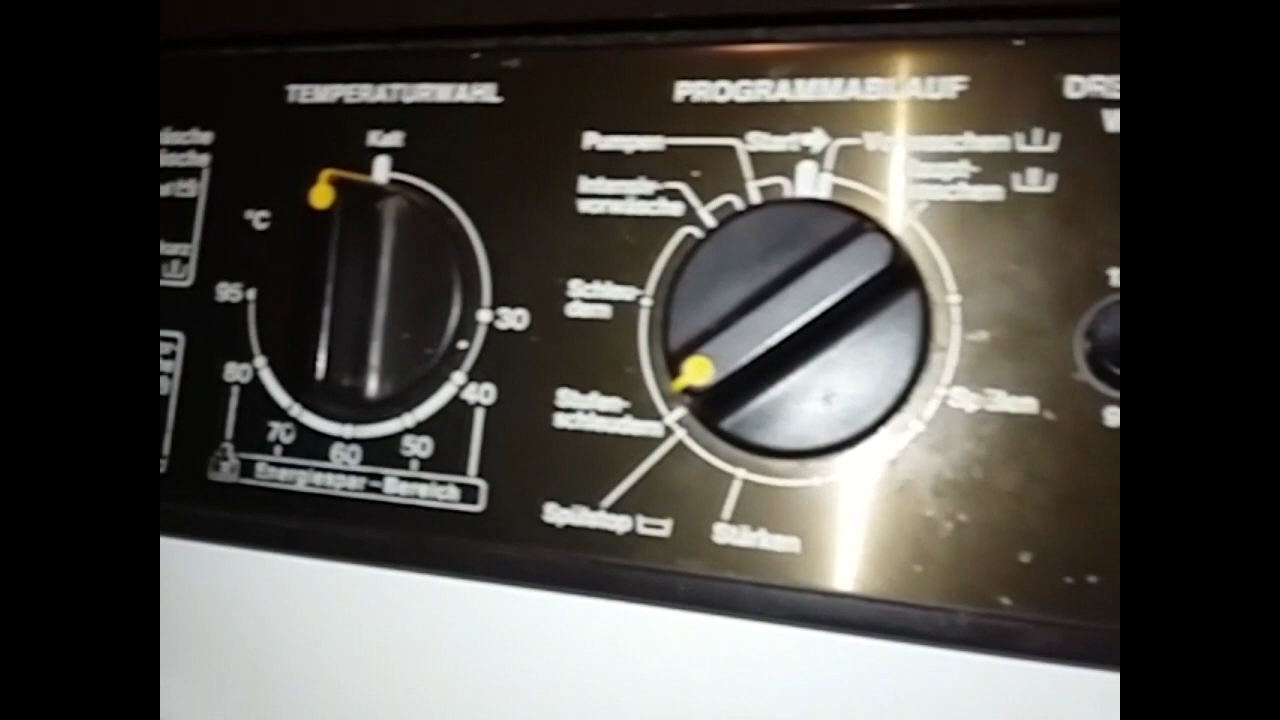 TEMPERATURWAHL
Kalt
°C
95
30
80
40
70
60
50
Energiespar-Bereich
PROGRAMMABLAUF
Pumpen
Start
Vorwaschen
Intensiv-
vorwäsche
Haupt-
waschen
Schleu-
dern
Stufen-
schleudern
Spülen
Spülstop
Stärken